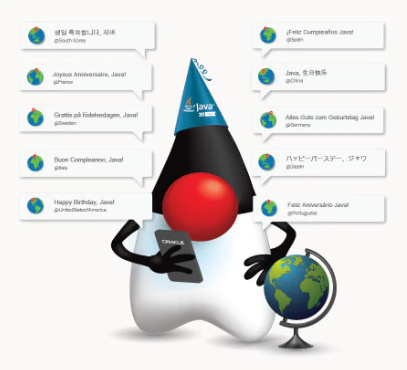 생일 축하합니다, 자바!
@South Korea
Joyeux Anniversaire, Java!
@France
Grattis på födelsedagen, Java!
@Sweden
Buon Compleanno, Java!
@Italy
Happy Birthday, Java!
@UnitedStatesofAmerica
¡Feliz Cumpleaños Java!
@Spain
Java, 生日快乐
@China
Alles Gute zum Geburtstag Java!
@Germany
ハッピーバースデー、ジャワ
@Japan
Feliz Aniversário Java!
@Portuguese
Java
ORACLE